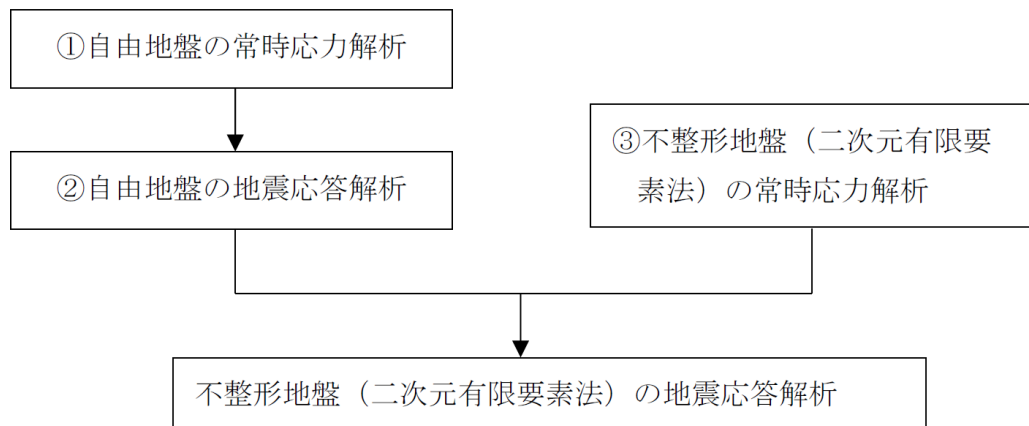 ①自由地盤の常時応力解析
②自由地盤の地震応答解析
③不整形地盤（二次元有限要
素法）の常時応力解析
不整形地盤（二次元有限要素法）の地震応答解析